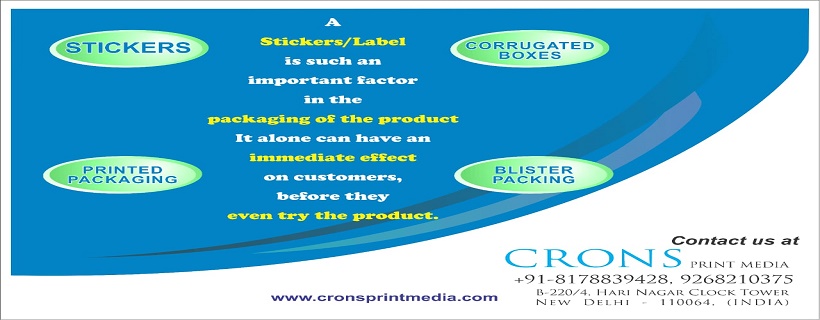 STICKERS
A
Stickers/Label
is such an
important factor
in the
packaging of the product
It alone can have an
immediate effect
on customers,
before they
even try the product.
CORRUGATED
BOXES
PRINTED
PACKAGING
BLISTER
PACKING
Contact us at
CRONS PRINT MEDIA
+91-8178839428, 9268210375
B-220/4, Hari Nagar Clock Tower
New Delhi - 110064, (INDIA)
www.cronsprintmedia.com